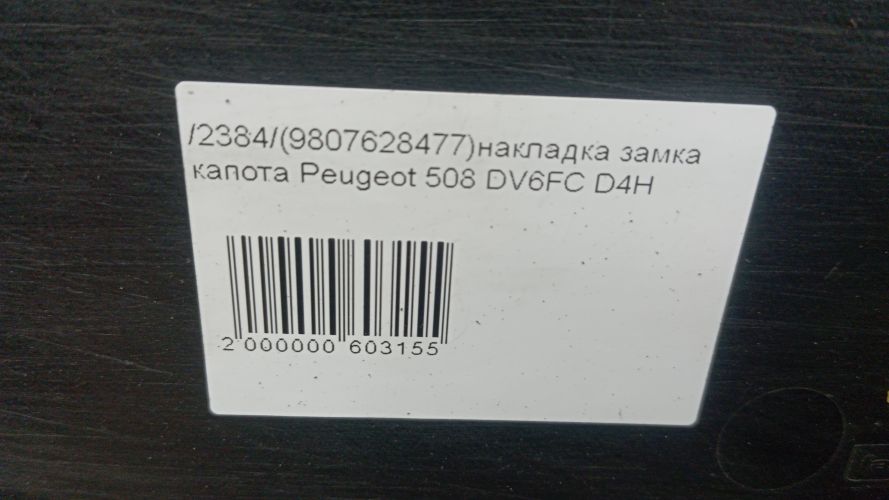 /2384/(9807628477)накладка замка
капота Peugeot 508 DV6FC D4H
2 000000 603155